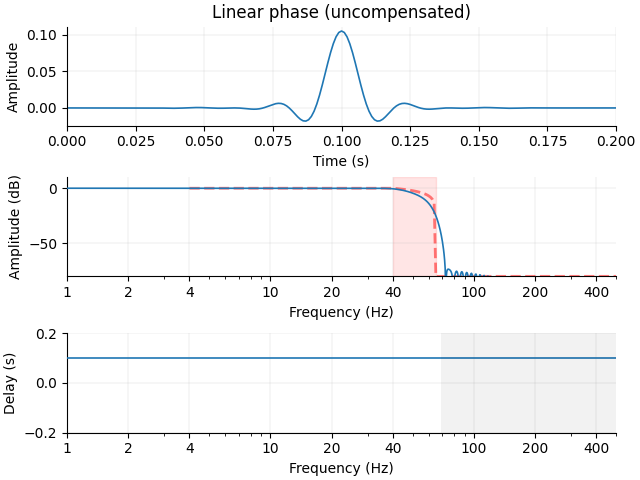 Linear phase (uncompensated)
Amplitude
0.10
0.05
0.00
0.000 0.025 0.050 0.075 0.100 0.125 0.150 0.175 0.200
Time (s)
Amplitude (dB)
0
−50
1 2 4 10 20 40 100 200 400
Frequency (Hz)
Delay (s)
0.2
0.0
−0.2
1 2 4 10 20 40 100 200 400
Frequency (Hz)